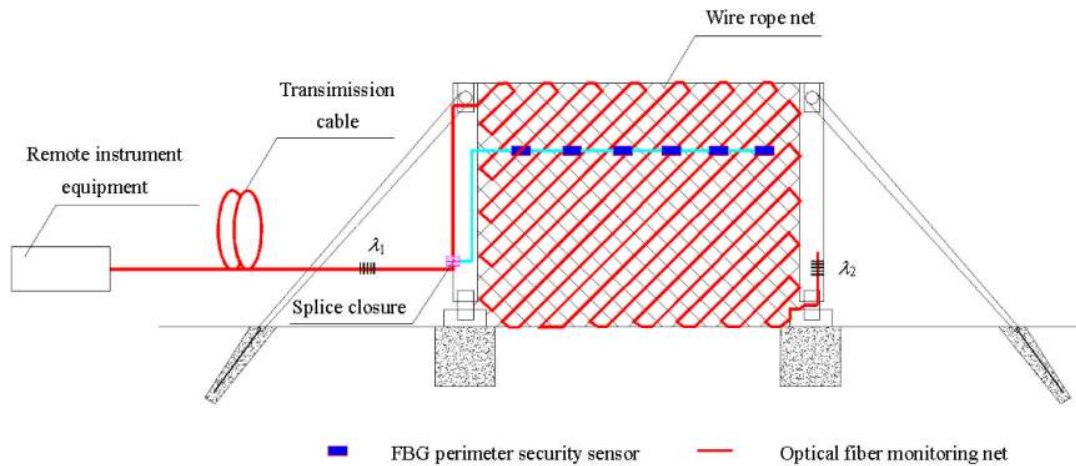 Wire rope net
Transimission
cable
Remote instrument
equipment
λ1
Splice closure
λ2
FBG perimeter security sensor
Optical fiber monitoring net